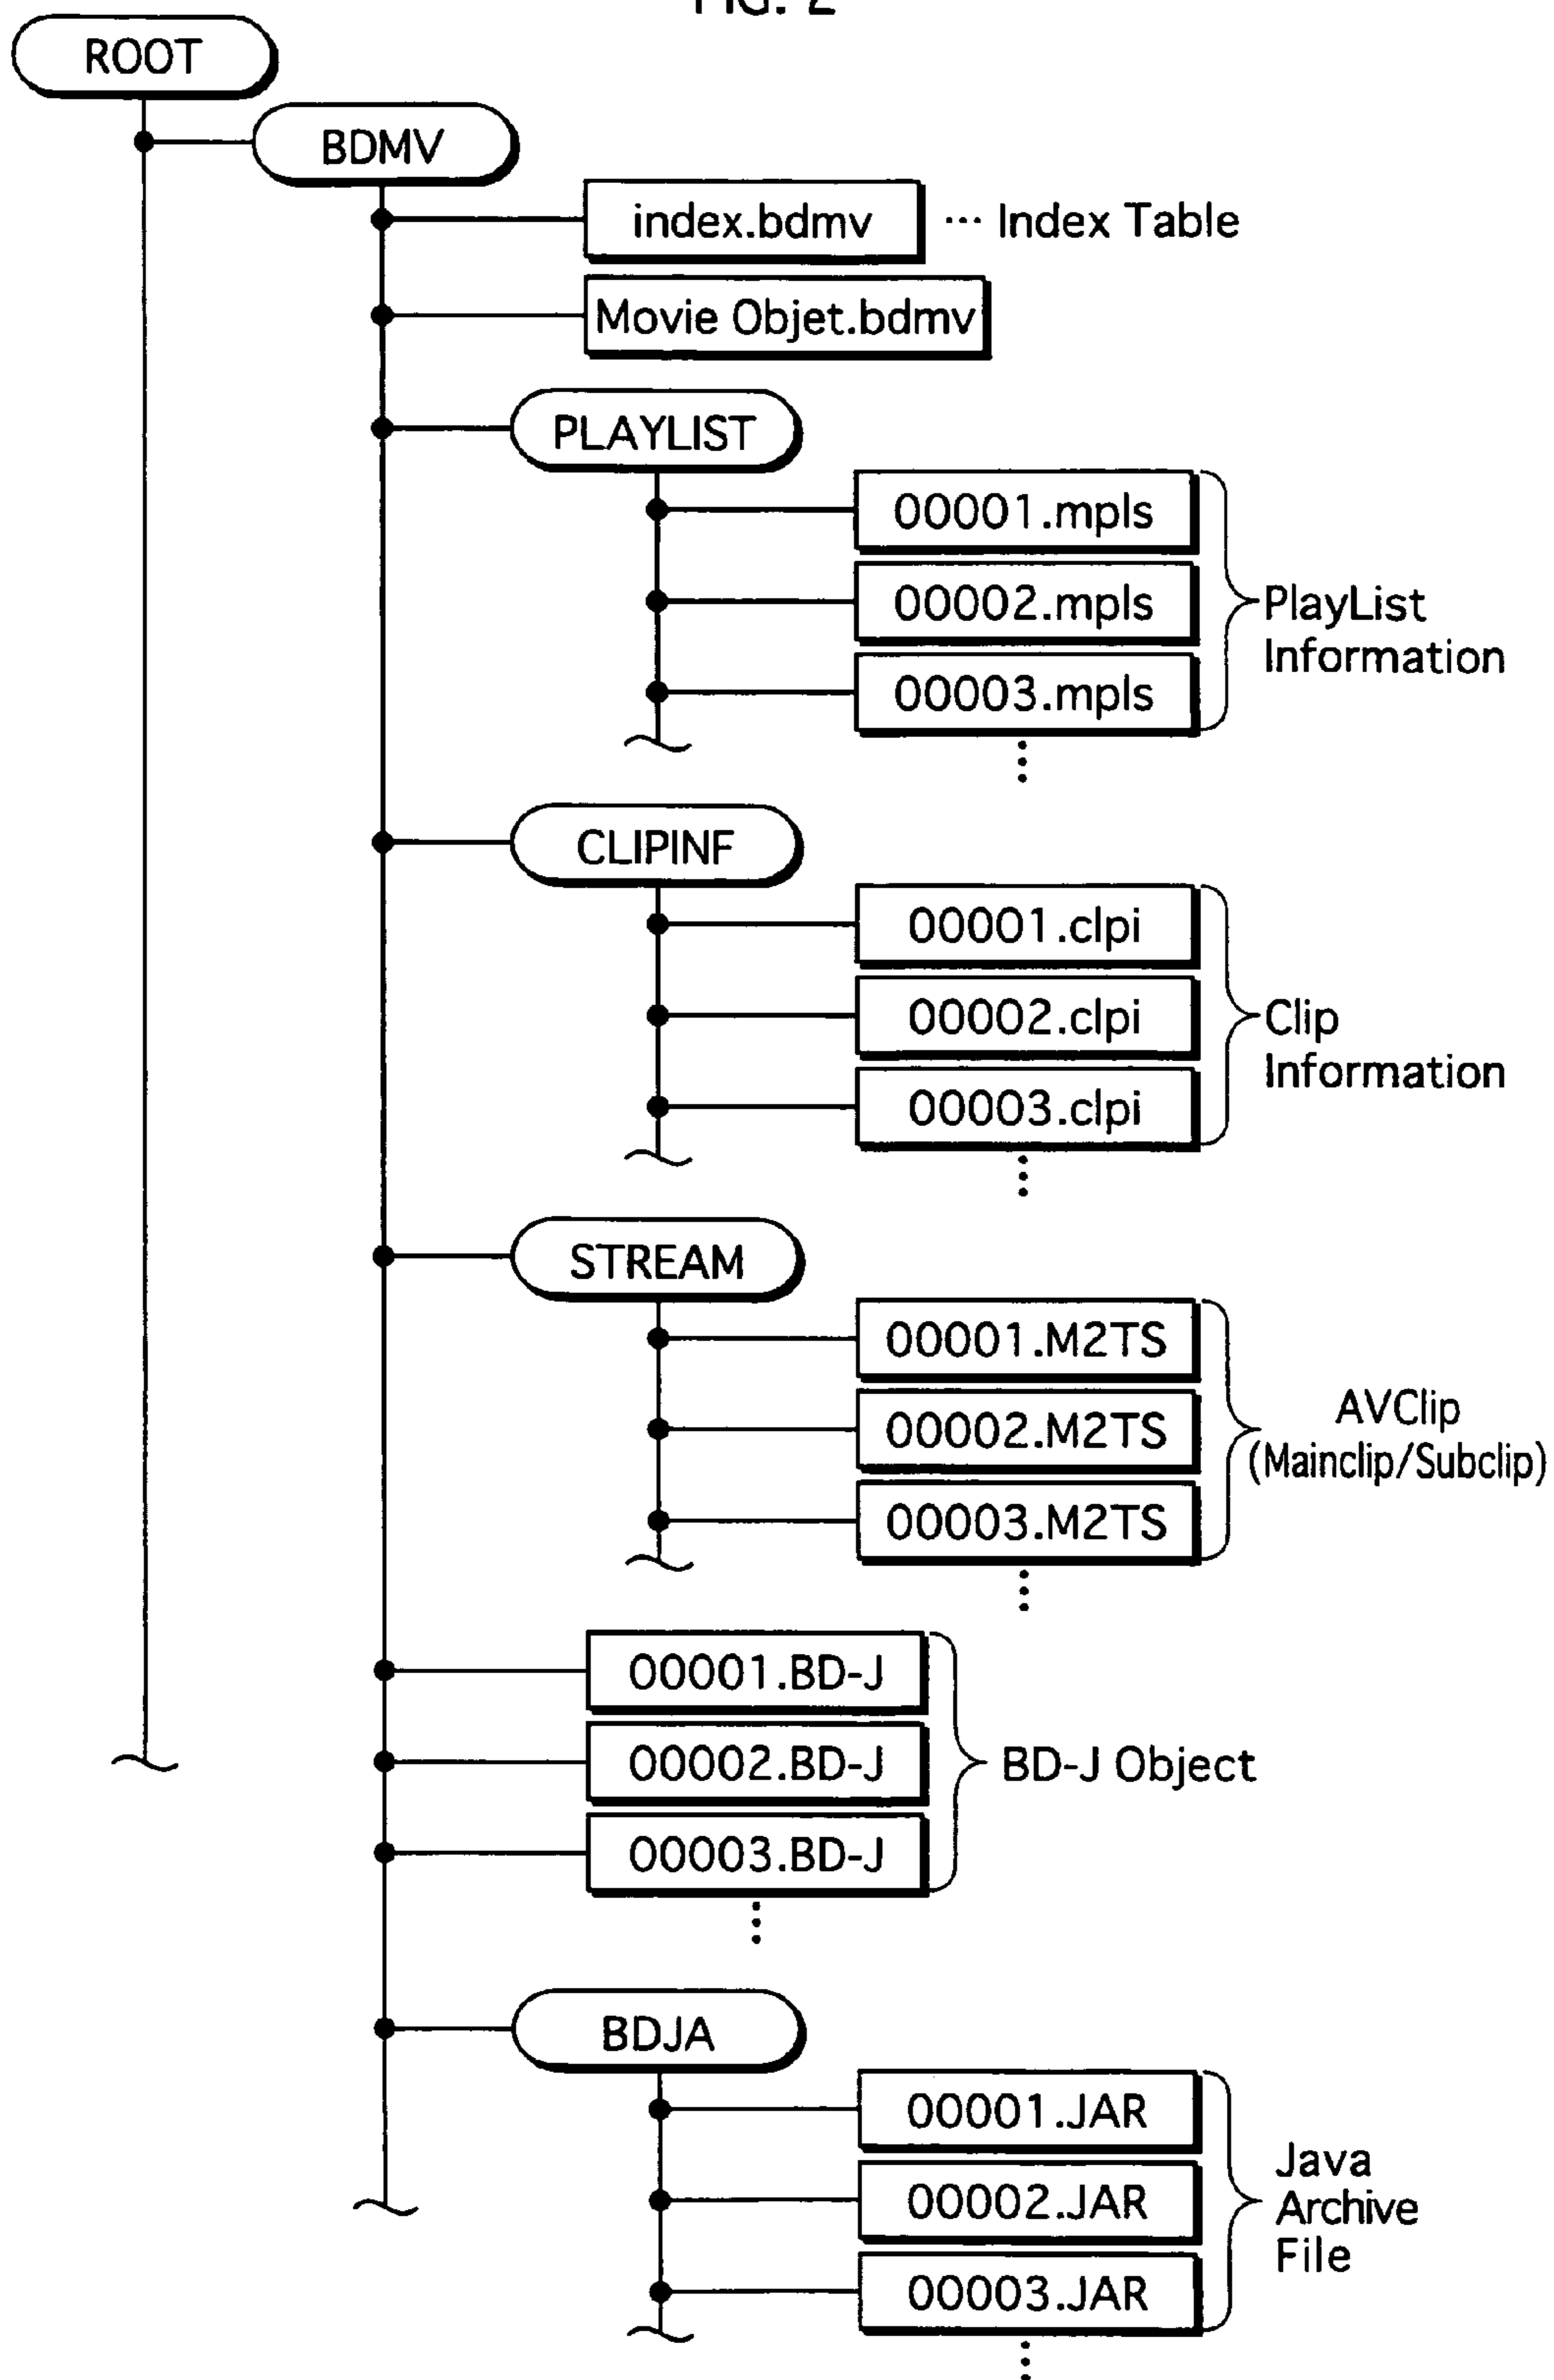 FIG. 2
ROOT
BDMV
index.bdmv ··· Index Table
Movie Objet.bdmv
PLAYLIST
00001.mpls
00002.mpls
00003.mpls
PlayList
Information
CLIPINF
00001.clpi
00002.clpi
00003.clpi
Clip
Information
STREAM
00001.M2TS
00002.M2TS
00003.M2TS
AVClip
(Mainclip/Subclip)
00001.BD-J
00002.BD-J
00003.BD-J
BD-J Object
BDJA
00001.JAR
00002.JAR
00003.JAR
Java
Archive
File